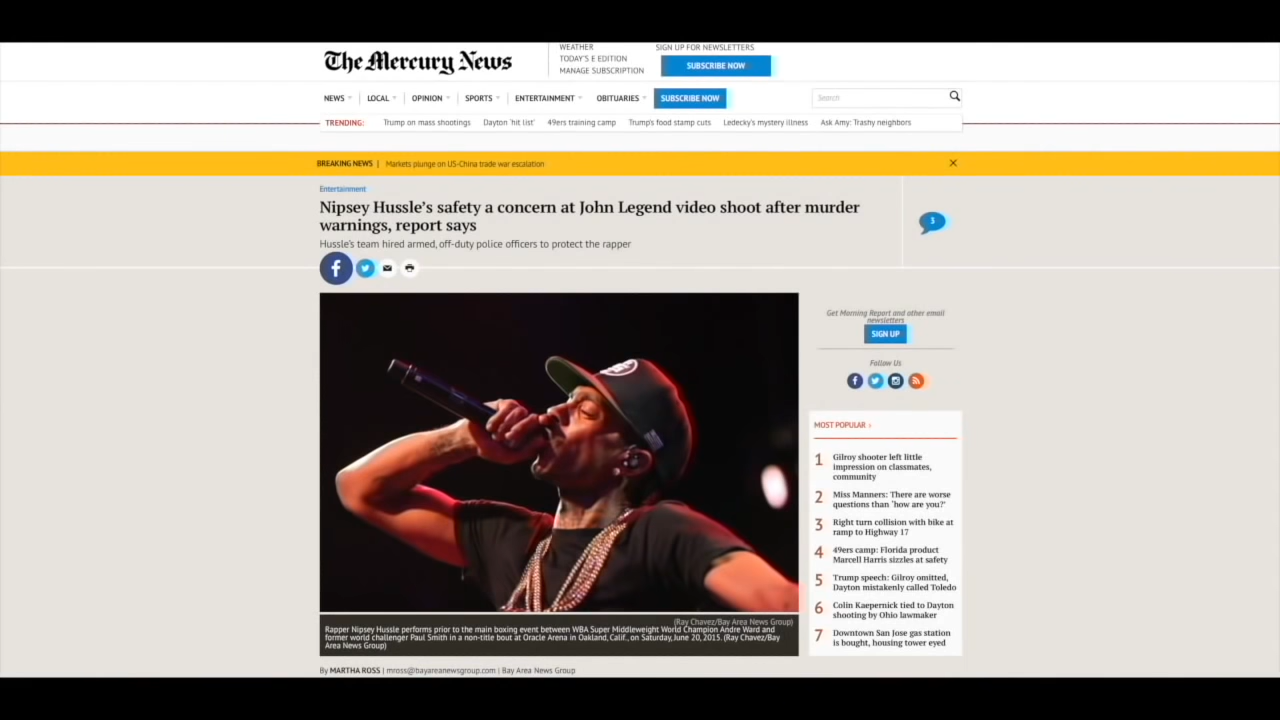 The Mercury News
WEATHER
TODAY'S E EDITION
MANAGE SUBSCRIPTION
SIGN UP FOR NEWSLETTERS
SUBSCRIBE NOW
NEWS LOCAL OPINION SPORTS ENTERTAINMENT OBITUARIES SUBSCRIBE NOW
Search
TRENDING: Trump on mass shootings Dayton 'hit list' 49ers training camp Trump's food stamp cuts Ledecky's mystery illness Ask Amy: Trashy neighbors
BREAKING NEWS | Markets plunge on US-China trade war escalation
Entertainment
Nipsey Hussle's safety a concern at John Legend video shoot after murder
warnings, report says
Hussle's team hired armed, off-duty police officers to protect the rapper
Get Morning Report and other email
newsletters
SIGN UP
Follow Us
MOST POPULAR ›
1 Gilroy shooter left little
impression on classmates,
community
2 Miss Manners: There are worse
questions than 'how are you?'
3 Right turn collision with bike at
ramp to Highway 17
4 49ers camp: Florida product
Marcell Harris sizzles at safety
5 Trump speech: Gilroy omitted,
Dayton mistakenly called Toledo
6 Colin Kaepernick tied to Dayton
shooting by Ohio lawmaker
7 Downtown San Jose gas station
is bought, housing tower eyed
(Ray Chavez/Bay Area News Group)
Rapper Nipsey Hussle performs prior to the main boxing event between WBA Super Middleweight World Champion Andre Ward and
former world challenger Paul Smith in a non-title bout at Oracle Arena in Oakland, Calif., on Saturday, June 20, 2015. (Ray Chavez/Bay
Area News Group)
By MARTHA ROSS | mross@bayareanewsgroup.com | Bay Area News Group